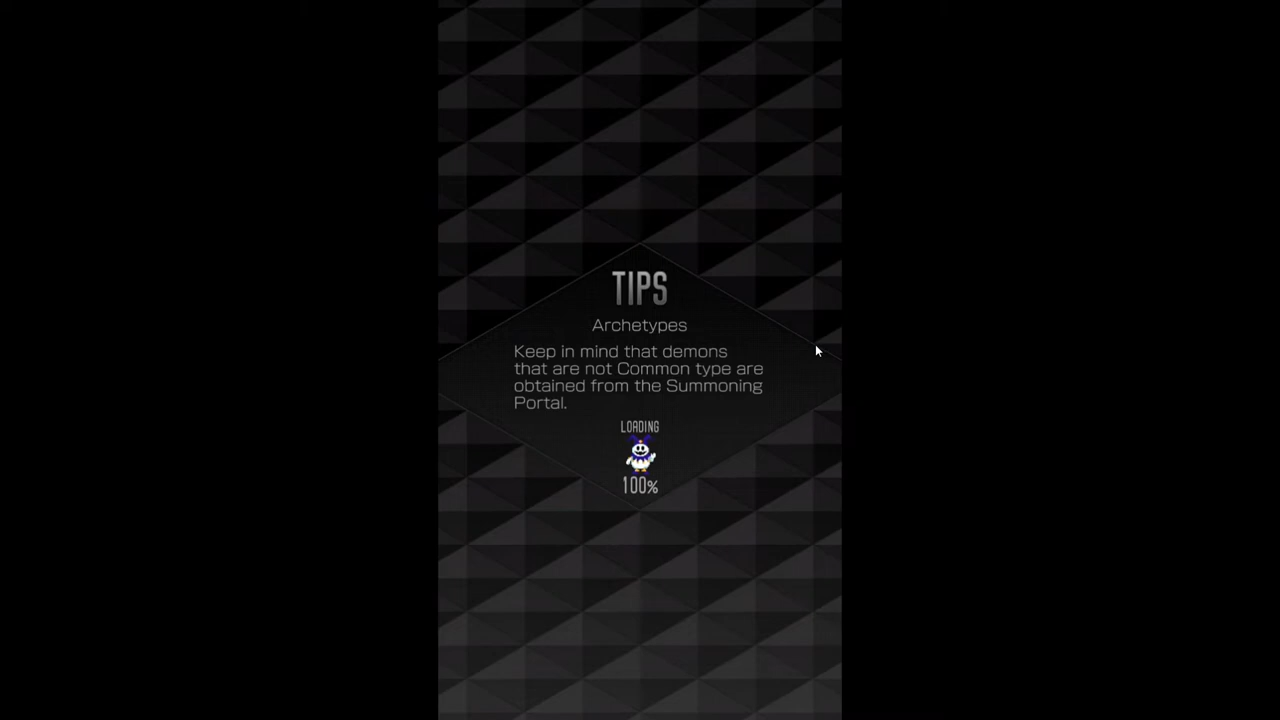 TIPS
Archetypes
Keep in mind that demons
that are not Common type are
obtained from the Summoning
Portal.
LOADING
100%